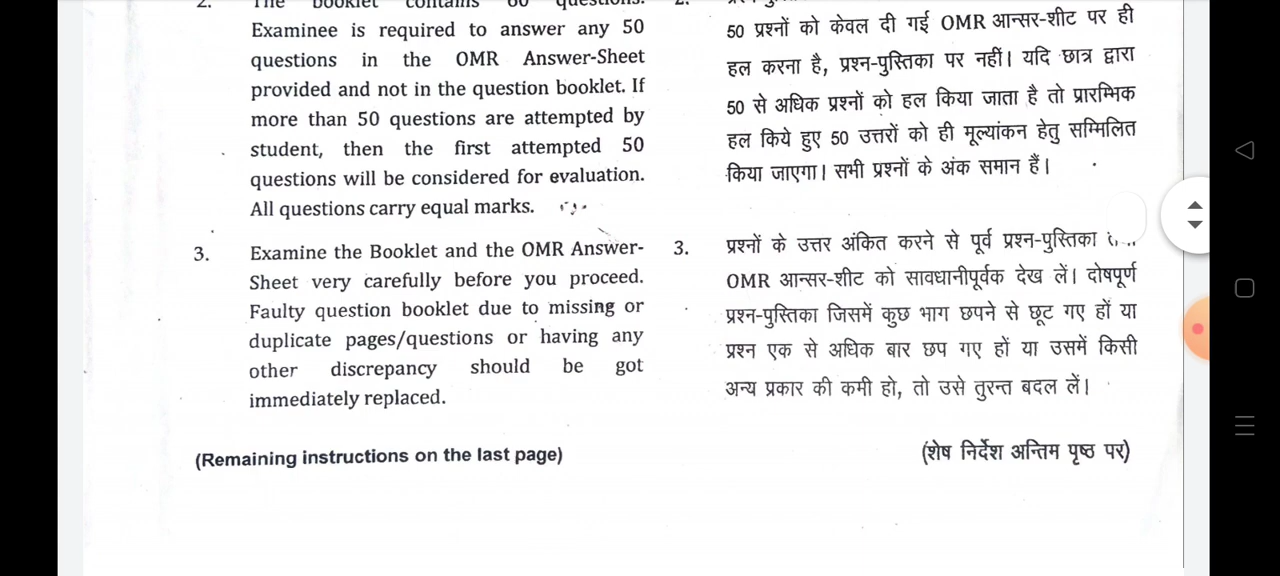 2. The booklet contains 60 questions.
Examinee is required to answer any 50
questions in the OMR Answer-Sheet
provided and not in the question booklet. If
more than 50 questions are attempted by
student, then the first attempted 50
questions will be considered for evaluation.
All questions carry equal marks.
3. Examine the Booklet and the OMR Answer-
Sheet very carefully before you proceed.
Faulty question booklet due to missing or
duplicate pages/questions or having any
other discrepancy should be got
immediately replaced.
(Remaining instructions on the last page)
2.
50 प्रश्नों को केवल दी गई OMR आन्सर-शीट पर ही
हल करना है, प्रश्न-पुस्तिका पर नहीं। यदि छात्र द्वारा
50 से अधिक प्रश्नों को हल किया जाता है तो प्रारम्भिक
हल किये हुए 50 उत्तरों को ही मूल्यांकन हेतु सम्मिलित
किया जाएगा। सभी प्रश्नों के अंक समान हैं।
3. प्रश्नों के उत्तर अंकित करने से पूर्व प्रश्न-पुस्तिका
OMR आन्सर-शीट को सावधानीपूर्वक देख लें। दोषपूर्ण
प्रश्न-पुस्तिका जिसमें कुछ भाग छपने से छूट गए हों या
प्रश्न एक से अधिक बार छप गए हों या उसमें किसी
अन्य प्रकार की कमी हो, तो उसे तुरन्त बदल लें।
(शेष निर्देश अन्तिम पृष्ठ पर)